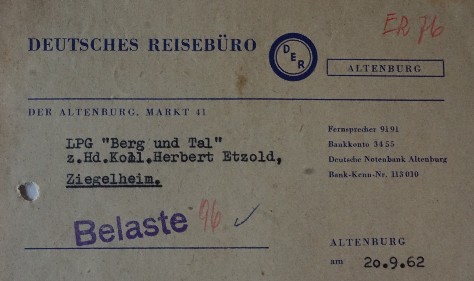 ER 76
DEUTSCHES REISEBÜRO
DER
ALTENBURG
DER ALTENBURG, MARKT 41
LPG "Berg und Tal"
z.Hd.Koll.Herbert Etzold,
Ziegelheim.
Fernsprecher 9191
Bankkonto 3455
Deutsche Notenbank Altenburg
Bank-Kenn-Nr. 113010
Belaste 76 ✓
ALTENBURG
am 20.9.62